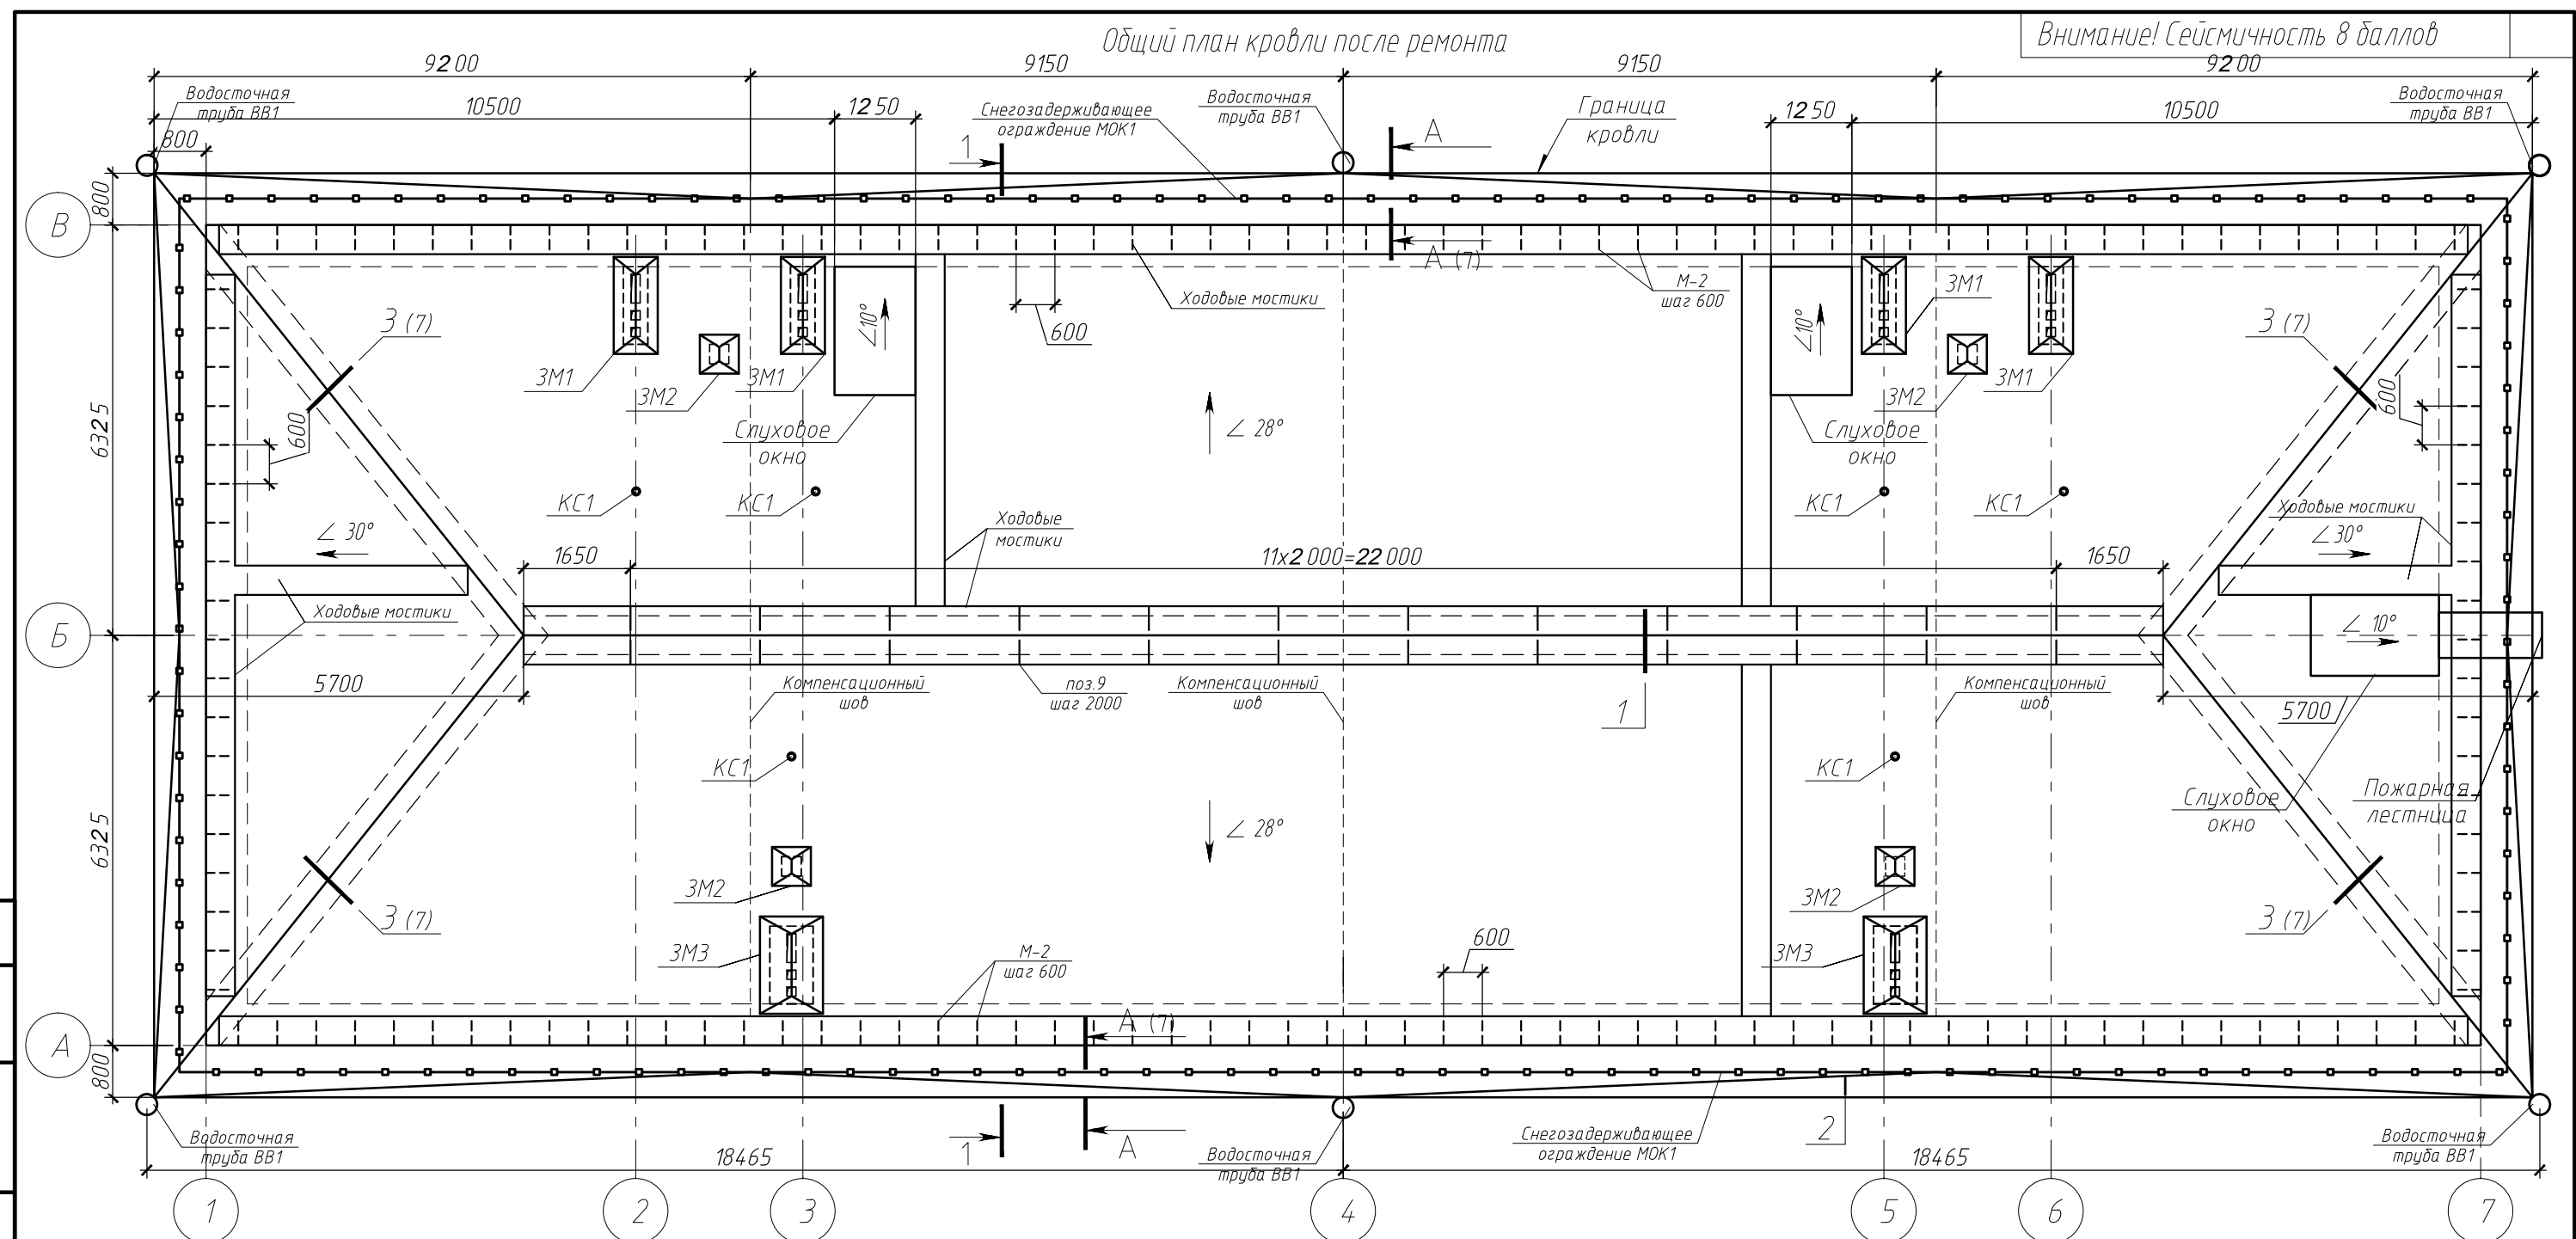 Общий план кровли после ремонта
Внимание! Сейсмичность 8 баллов
9200
9150
9150
9200
Водосточная
труба ВВ1
10500
1250
Снегозадерживающее
ограждение МОК1
Водосточная
труба ВВ1
Граница
кровли
1250
10500
Водосточная
труба ВВ1
800
1
А
800
В
А (7)
Ходовые мостики
М-2
шаг 600
600
∠10°
∠10°
3 (7)
ЗМ1
ЗМ2
ЗМ1
ЗМ1
ЗМ2
ЗМ1
3 (7)
600
6325
600
Слуховое
окно
∠ 28°
Слуховое
окно
КС1
КС1
КС1
КС1
∠ 30°
Ходовые
мостики
Ходовые мостики
∠30°
1650
11х2000=22000
1650
Ходовые мостики
Б
∠ 10°
5700
Компенсационный
шов
поз.9
шаг 2000
Компенсационный
шов
1
Компенсационный
шов
5700
КС1
КС1
Слуховое
окно
Пожарная
лестница
6325
∠ 28°
ЗМ2
ЗМ2
3 (7)
3 (7)
ЗМ3
М-2
шаг 600
600
ЗМ3
А
А (7)
800
Водосточная
труба ВВ1
18465
1
А
Водосточная
труба ВВ1
Снегозадерживающее
ограждение МОК1
2
18465
Водосточная
труба ВВ1
1
2
3
4
5
6
7